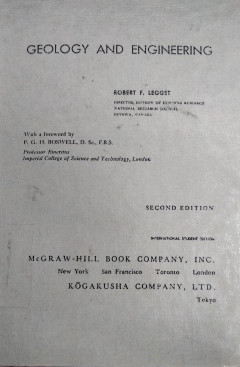 GEOLOGY AND ENGINEERING
ROBERT F. LEGGET
DIRECTOR, DIVISION OF BUILDING RESEARCH
NATIONAL RESEARCH COUNCIL
OTTAWA, CANADA
With a foreword by
P. G. H. BOSWELL, D. Sc., F.R.S.
Professor Emeritus
Imperial College of Science and Technology, London
SECOND EDITION
INTERNATIONAL STUDENT EDITION
McGRAW-HILL BOOK COMPANY, INC.
New York San Francisco Toronto London
KŌGAKUSHA COMPANY, LTD.
Tokyo